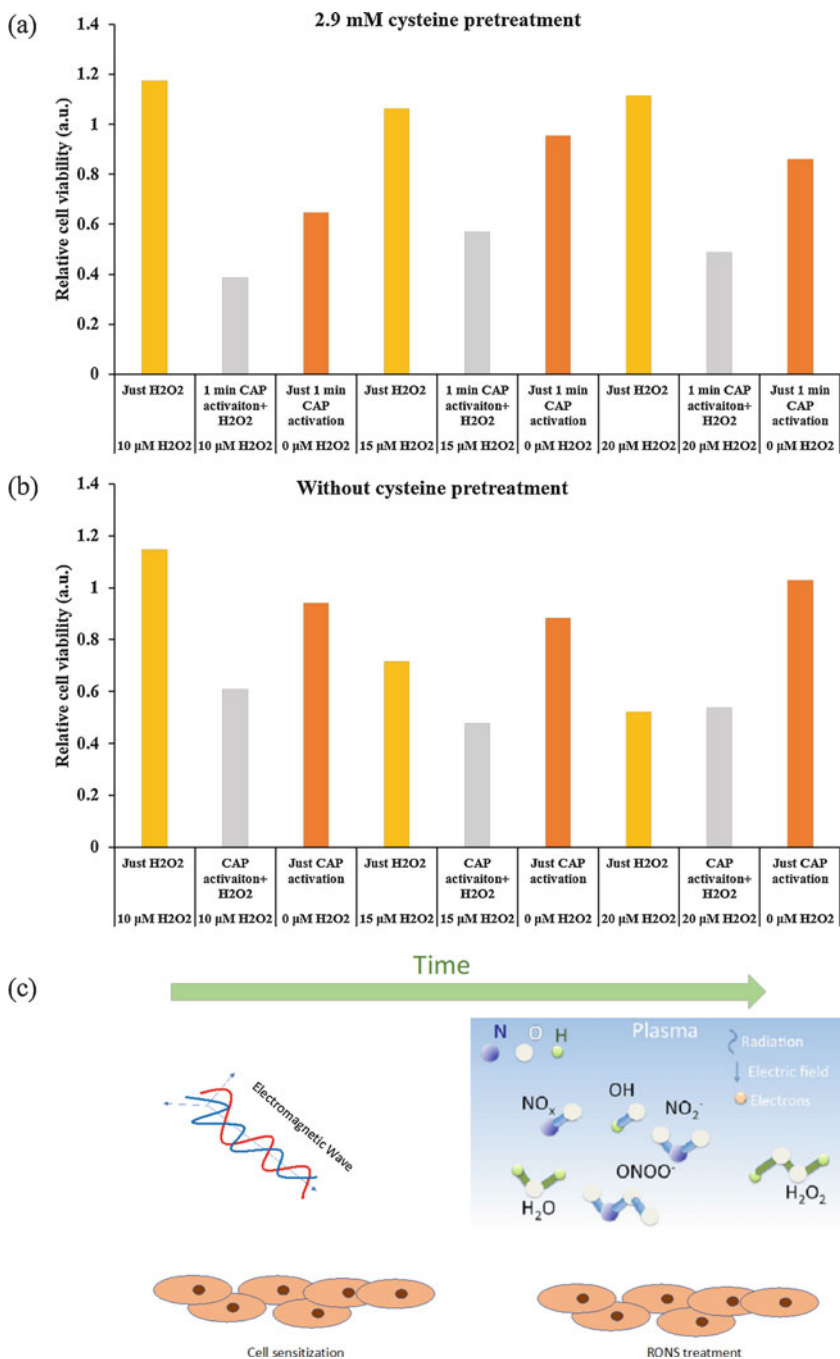 (a)
2.9 mM cysteine pretreatment
Relative cell viability (a.u.)
1.4
1.2
1
0.8
0.6
0.4
0.2
0
Just H2O2
1 min CAP
activaiton+
H2O2
Just 1 min
CAP
activation
Just H2O2
1 min CAP
activaiton+
H2O2
Just 1 min
CAP
activation
Just H2O2
1 min CAP
activaiton+
H2O2
Just 1 min
CAP
activation
10 µM H2O2 10 µM H2O2 0 µM H2O2 15 µM H2O2 15 µM H2O2 0 µM H2O2 20 µM H2O2 20 µM H2O2 0 µM H2O2
(b)
Without cysteine pretreatment
Relative cell viability (a.u.)
1.4
1.2
1
0.8
0.6
0.4
0.2
0
Just H2O2
CAP
activaiton+
H2O2
Just CAP
activation
Just H2O2
CAP
activaiton+
H2O2
Just CAP
activation
Just H2O2
CAP
activaiton+
H2O2
Just CAP
activation
10 µM H2O2 10 µM H2O2 0 µM H2O2 15 µM H2O2 15 µM H2O2 0 µM H2O2 20 µM H2O2 20 µM H2O2 0 µM H2O2
(c)
Time
Electromagnetic Wave
N O H
Plasma
Radiation
Electric field
Electrons
NOx
OH
NO2-
ONOO-
H2O
H2O2
Cell sensitization
RONS treatment